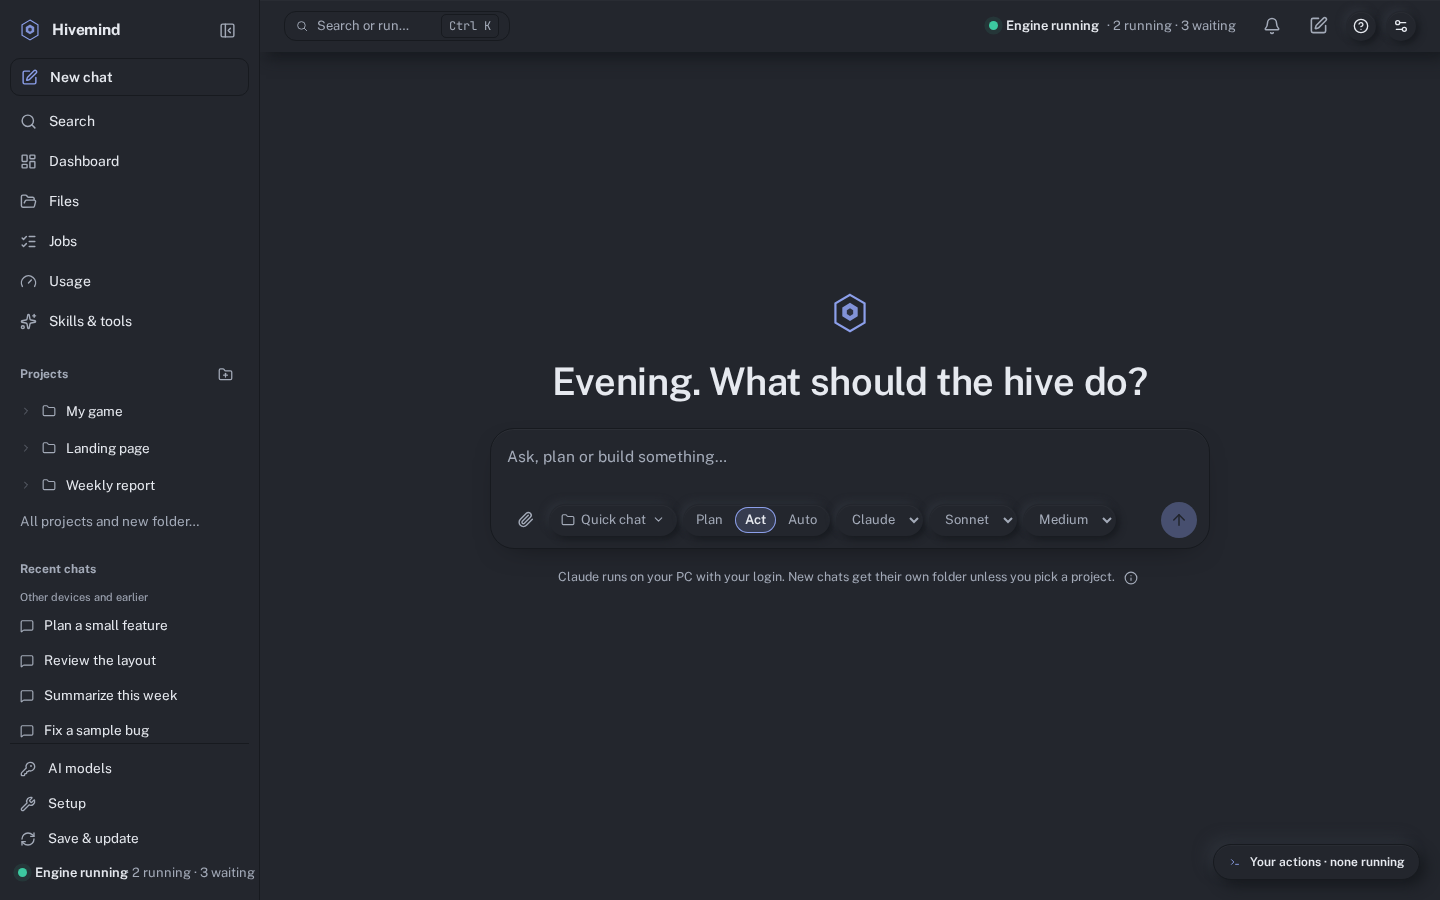 Hivemind
New chat
Search
Dashboard
Files
Jobs
Usage
Skills & tools
Projects
My game
Landing page
Weekly report
All projects and new folder...
Recent chats
Other devices and earlier
Plan a small feature
Review the layout
Summarize this week
Fix a sample bug
AI models
Setup
Save & update
Engine running 2 running · 3 waiting
Search or run... Ctrl K
Engine running · 2 running · 3 waiting
Evening. What should the hive do?
Ask, plan or build something...
Quick chat Plan Act Auto Claude Sonnet Medium
Claude runs on your PC with your login. New chats get their own folder unless you pick a project.
Your actions · none running